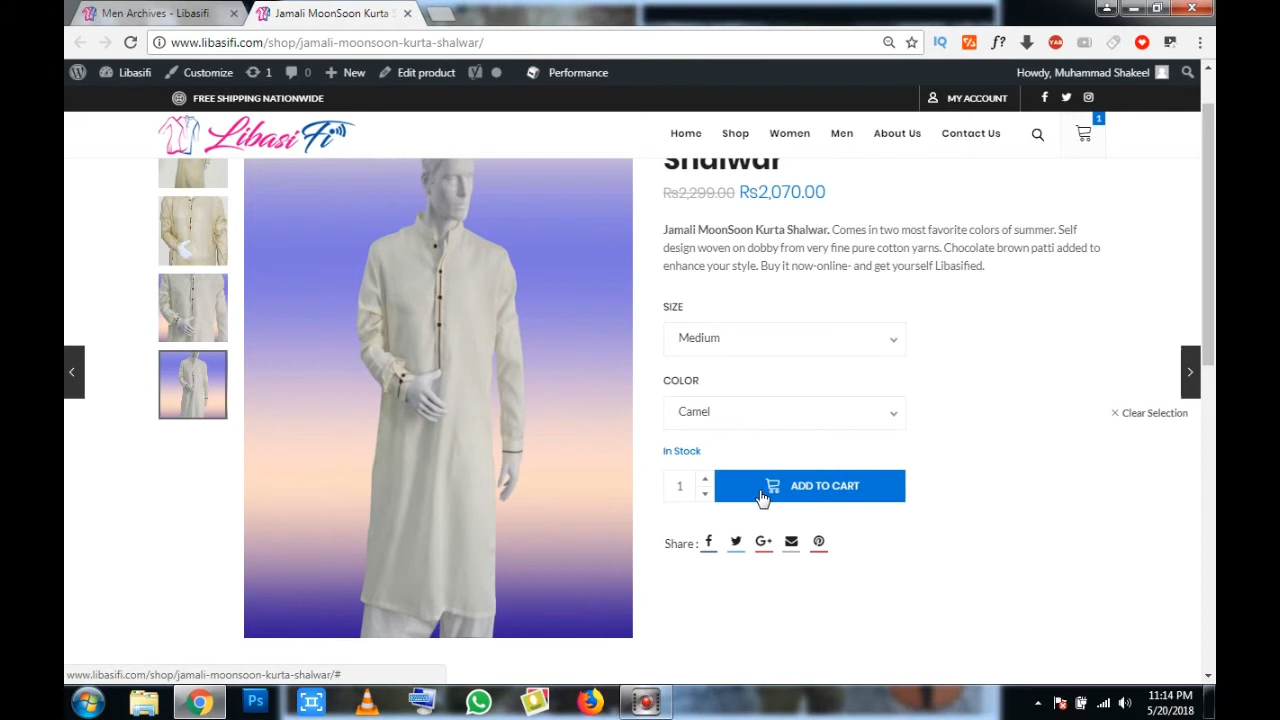 Men Archives - Libasifi
Jamali MoonSoon Kurta S
www.libasifi.com/shop/jamali-moonsoon-kurta-shalwar/
IQ
f?
YAB
Libasifi
Customize
1
0
New
Edit product
Performance
Howdy, Muhammad Shakeel
FREE SHIPPING NATIONWIDE
MY ACCOUNT
LibasiFi
Home
Shop
Women
Men
About Us
Contact Us
1
shalwar
Rs2,299.00 Rs2,070.00
Jamali MoonSoon Kurta Shalwar. Comes in two most favorite colors of summer. Self
design woven on dobby from very fine pure cotton yarns. Chocolate brown patti added to
enhance your style. Buy it now-online- and get yourself Libasified.
SIZE
Medium
COLOR
Camel
Clear Selection
In Stock
1
ADD TO CART
Share :
www.libasifi.com/shop/jamali-moonsoon-kurta-shalwar/#
Ps
11:14 PM
5/20/2018